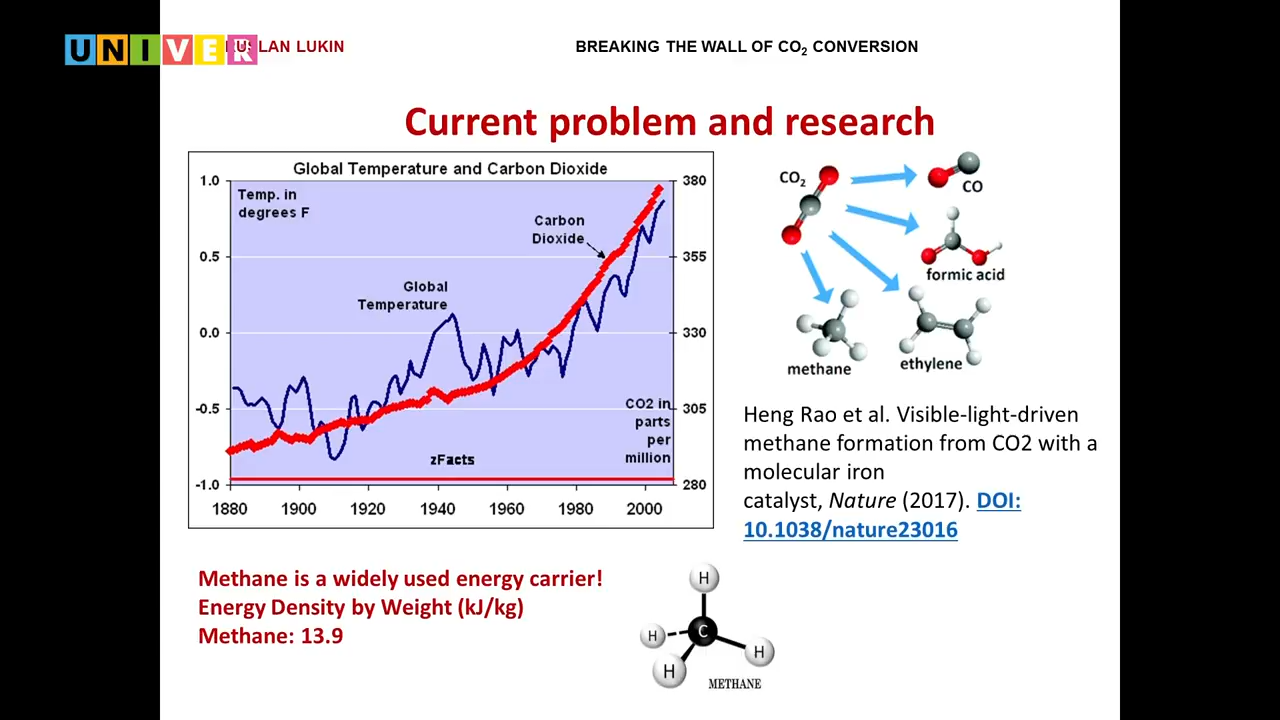 UNIVER
RUSLAN LUKIN
BREAKING THE WALL OF CO₂ CONVERSION
Current problem and research
Global Temperature and Carbon Dioxide
Temp. in
degrees F
1.0
0.5
0.0
-0.5
-1.0
Carbon
Dioxide
Global
Temperature
CO2 in
parts
per
million
zFacts
380
355
330
305
280
1880 1900 1920 1940 1960 1980 2000
CO₂
CO
formic acid
methane
ethylene
Heng Rao et al. Visible-light-driven
methane formation from CO2 with a
molecular iron
catalyst, Nature (2017). DOI:
10.1038/nature23016
Methane is a widely used energy carrier!
Energy Density by Weight (kJ/kg)
Methane: 13.9
H
H
C
H
H
METHANE